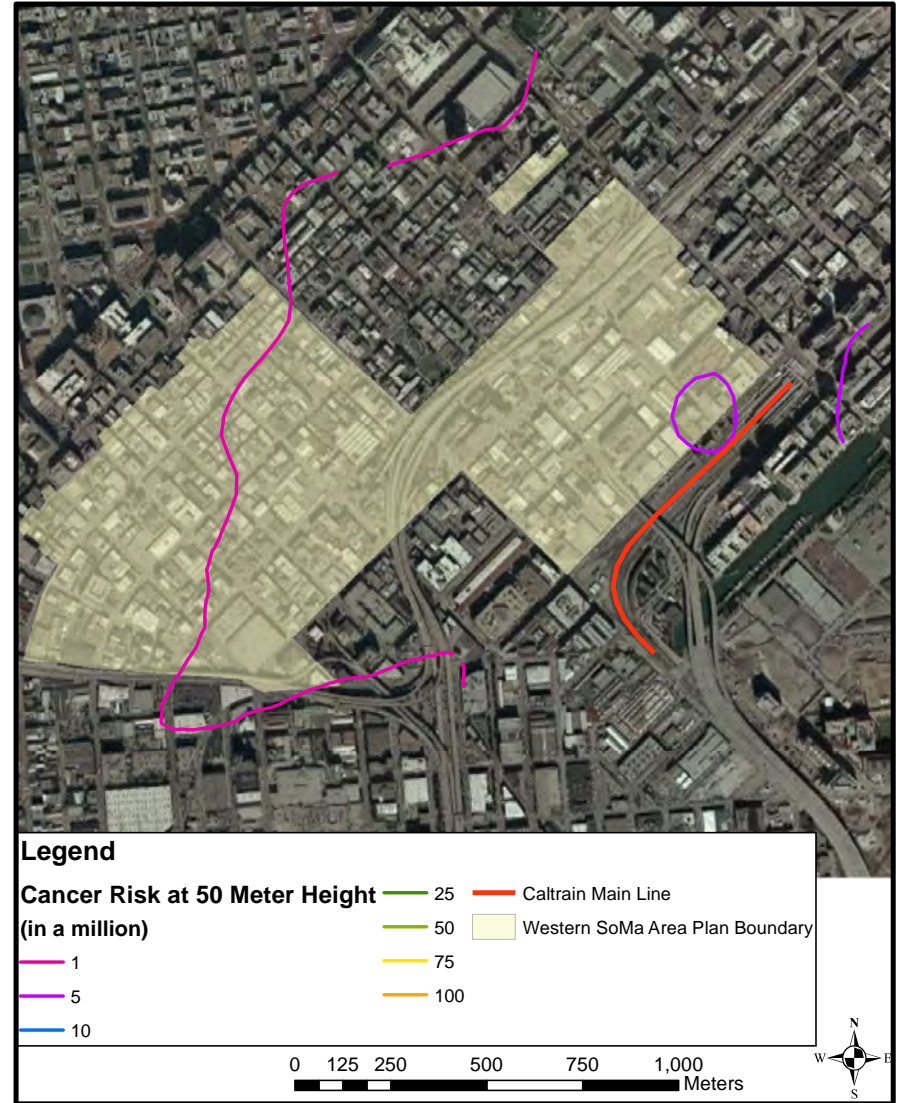 Legend
Cancer Risk at 50 Meter Height
(in a million)
1
5
10
25
50
75
100
Caltrain Main Line
Western SoMa Area Plan Boundary
0 125 250 500 750 1,000
Meters
N
W E
S